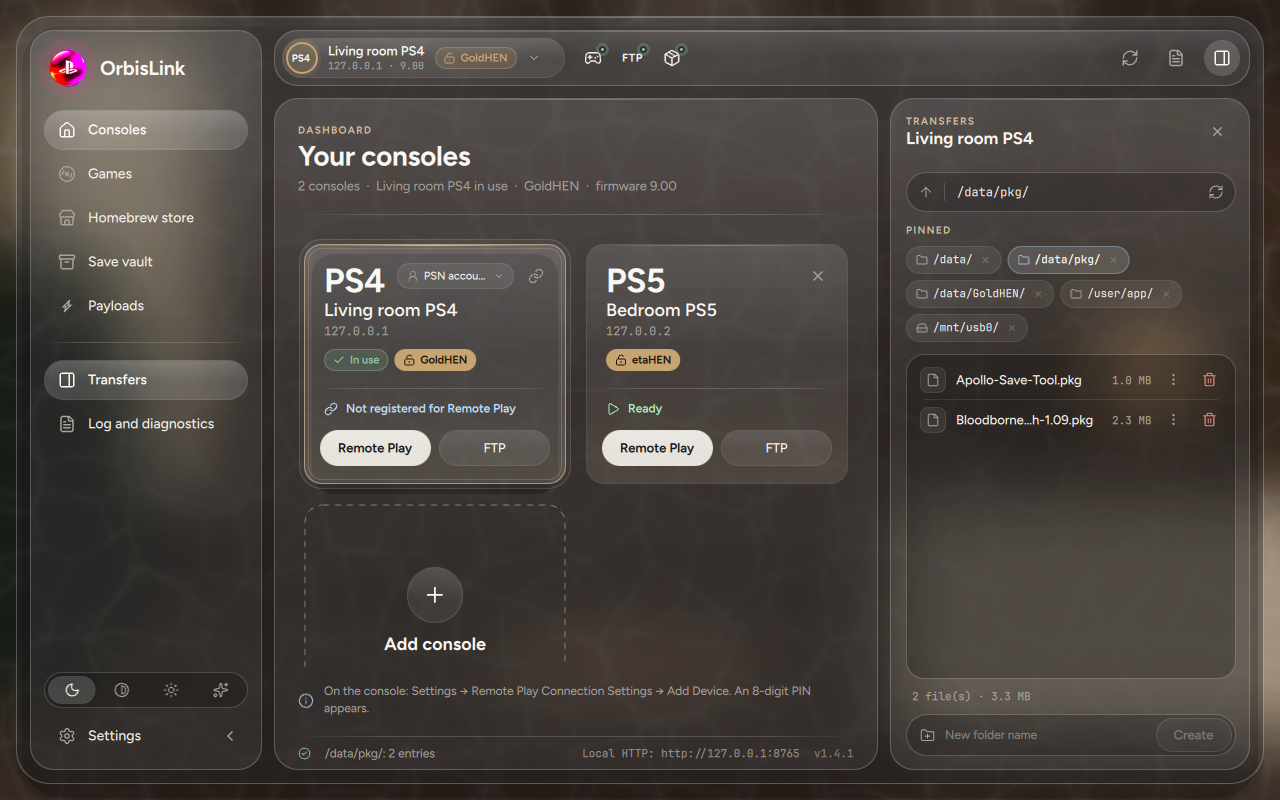 OrbisLink
Consoles
Games
Homebrew store
Save vault
Payloads
Transfers
Log and diagnostics
Settings
PS4
Living room PS4
127.0.0.1 · 9.00
GoldHEN
FTP
DASHBOARD
Your consoles
2 consoles · Living room PS4 in use · GoldHEN · firmware 9.00
PS4
PSN accou...
Living room PS4
127.0.0.1
In use
GoldHEN
Not registered for Remote Play
Remote Play
FTP
PS5
Bedroom PS5
127.0.0.2
etaHEN
Ready
Remote Play
FTP
Add console
On the console: Settings → Remote Play Connection Settings → Add Device. An 8-digit PIN
appears.
/data/pkg/: 2 entries
Local HTTP: http://127.0.0.1:8765
v1.4.1
TRANSFERS
Living room PS4
/data/pkg/
PINNED
/data/
/data/pkg/
/data/GoldHEN/
/user/app/
/mnt/usb0/
Apollo-Save-Tool.pkg 1.0 MB
Bloodborne...h-1.09.pkg 2.3 MB
2 file(s) · 3.3 MB
New folder name
Create